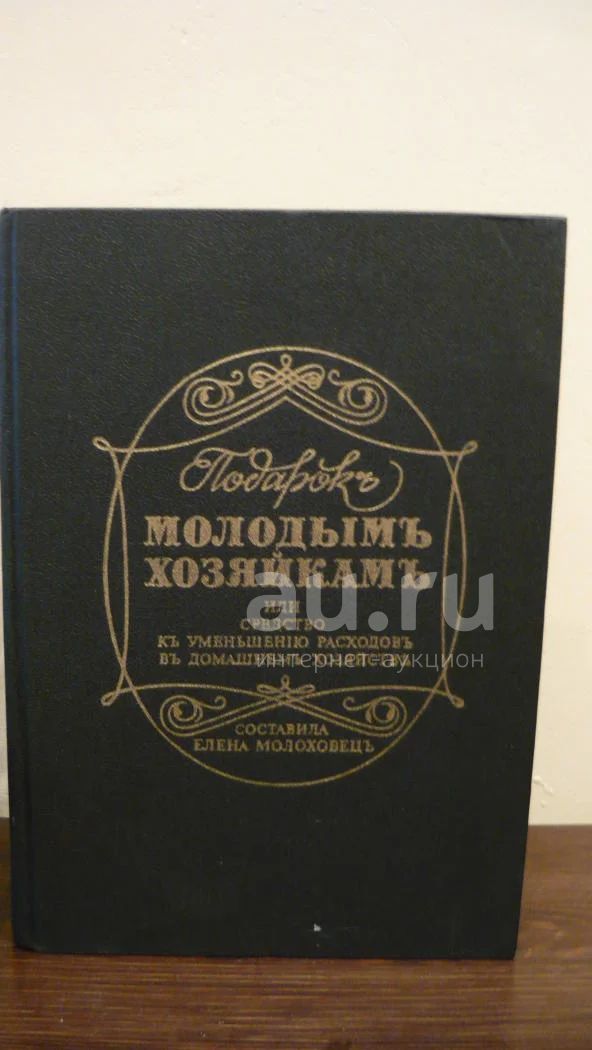 Подарокъ
МОЛОДЫМЪ
ХОЗЯЙКАМЪ
ИЛИ
СРЕДСТВО
КЪ УМЕНЬШЕНІЮ РАСХОДОВЪ
ВЪ ДОМАШНЕМЪ ХОЗЯЙСТВѢ
СОСТАВИЛА
ЕЛЕНА МОЛОХОВЕЦЪ
au.ru
интернет-аукцион